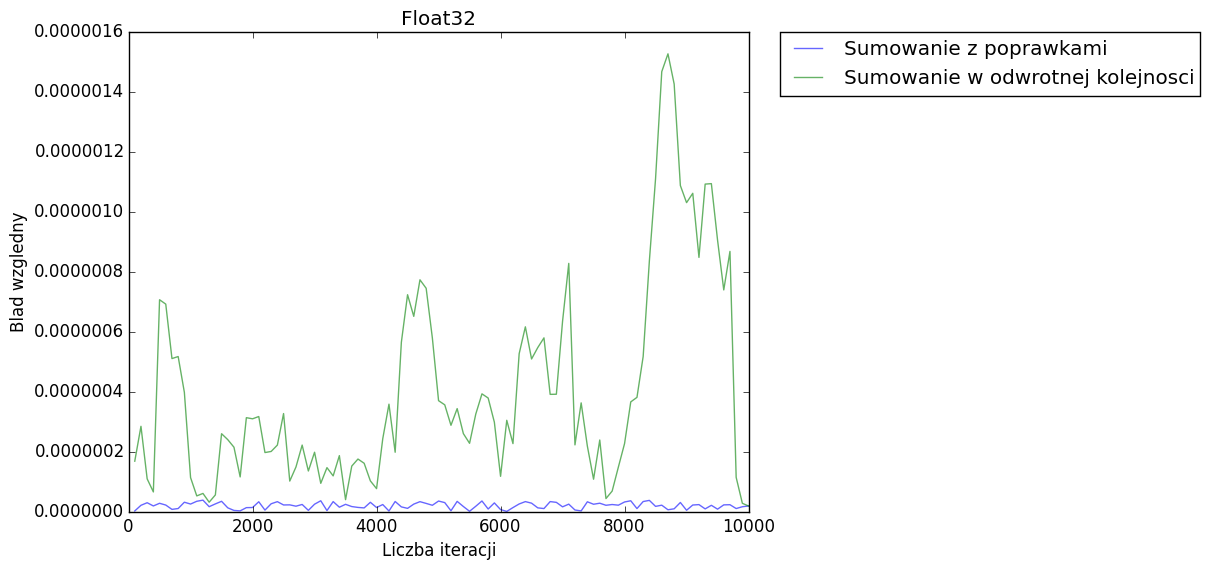 Float32
0.0000016
0.0000014
0.0000012
0.0000010
0.0000008
0.0000006
0.0000004
0.0000002
0.0000000
Blad wzgledny
0 2000 4000 6000 8000 10000
Liczba iteracji
Sumowanie z poprawkami
Sumowanie w odwrotnej kolejnosci